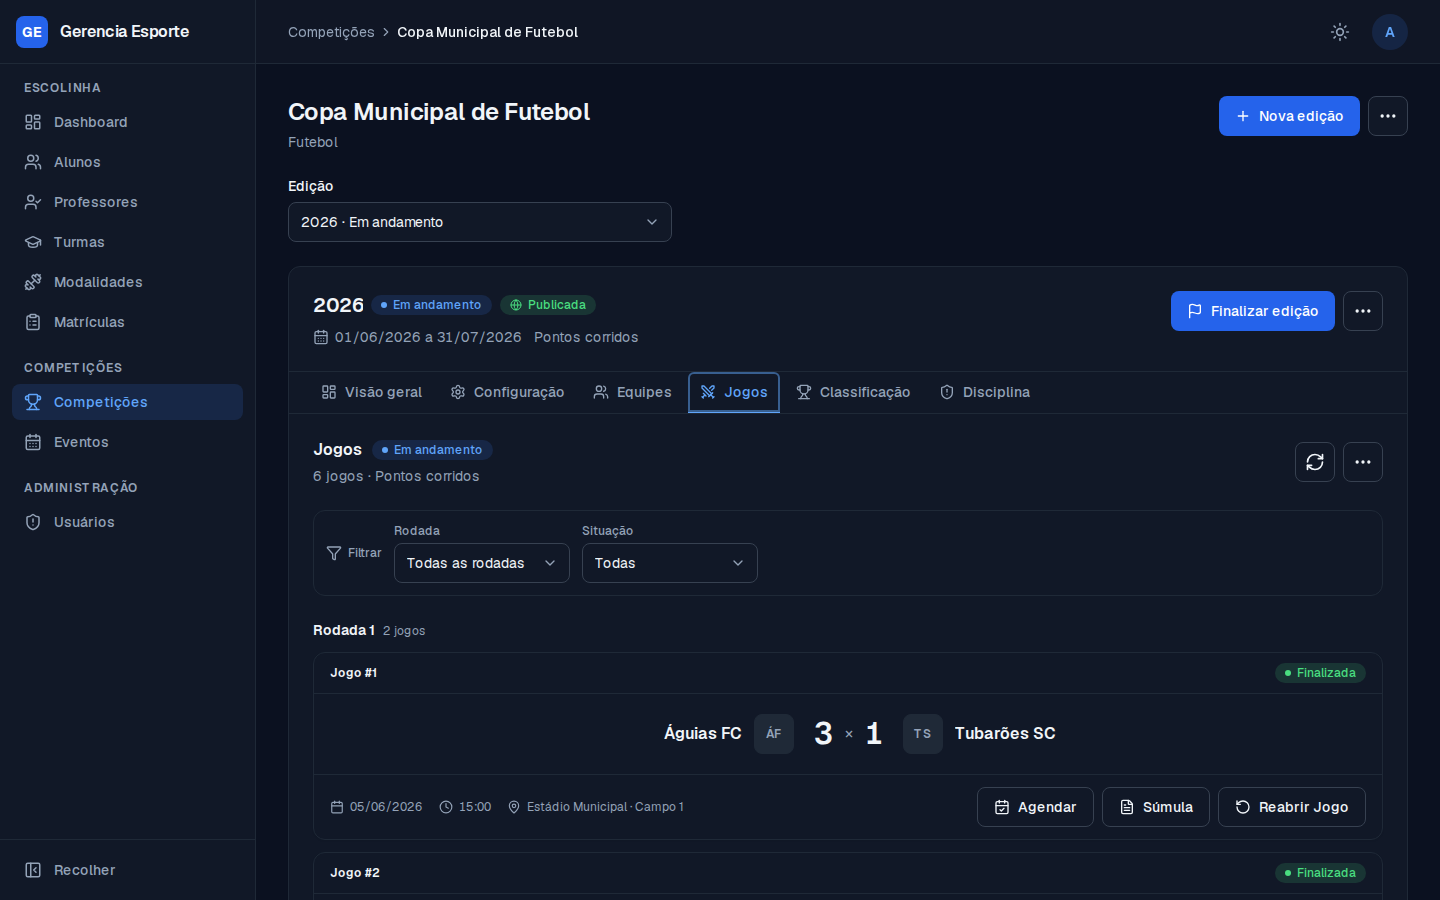 GE Gerencia Esporte
Competições > Copa Municipal de Futebol
A
ESCOLINHA
Dashboard
Alunos
Professores
Turmas
Modalidades
Matrículas
COMPETIÇÕES
Competições
Eventos
ADMINISTRAÇÃO
Usuários
Recolher
Copa Municipal de Futebol
Futebol
Nova edição
Edição
2026 · Em andamento
2026 Em andamento Publicada
01/06/2026 a 31/07/2026 Pontos corridos
Finalizar edição
Visão geral Configuração Equipes Jogos Classificação Disciplina
Jogos Em andamento
6 jogos · Pontos corridos
Filtrar
Rodada
Todas as rodadas
Situação
Todas
Rodada 1 2 jogos
Jogo #1 Finalizada
Águias FC ÁF 3 × 1 TS Tubarões SC
05/06/2026 15:00 Estádio Municipal · Campo 1
Agendar Súmula Reabrir Jogo
Jogo #2 Finalizada